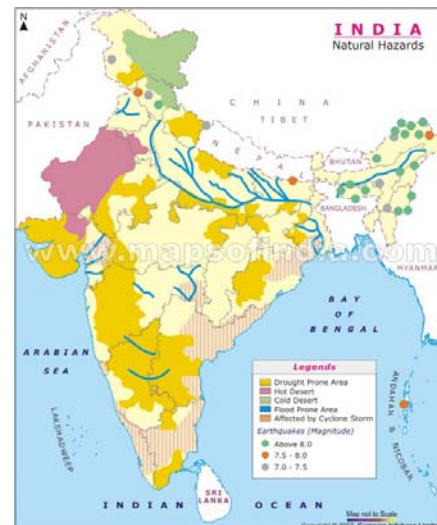 N
INDIA
Natural Hazards
AFGHANISTAN
PAKISTAN
CHINA
TIBET
NEPAL
BHUTAN
BANGLADESH
www.mapsofindia.com
MYANMAR
BAY
OF
BENGAL
ARABIAN
SEA
LAKSHADWEEP
ANDAMAN & NICOBAR
SRI
LANKA
INDIAN OCEAN
Legends
Drought Prone Area
Hot Desert
Cold Desert
Flood Prone Area
Affected by Cyclone Storm
Earthquakes (Magnitude)
Above 8.0
7.5 - 8.0
7.0 - 7.5
Map not to Scale